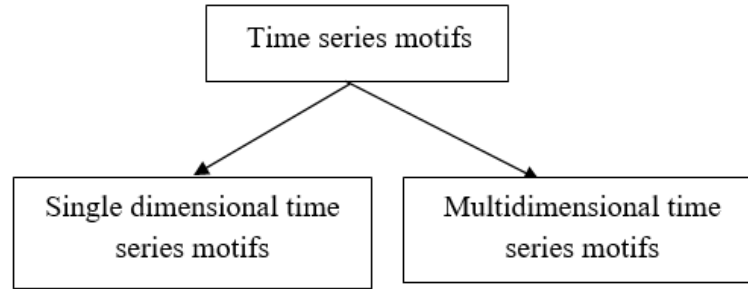 Time series motifs
Single dimensional time
series motifs
Multidimensional time
series motifs